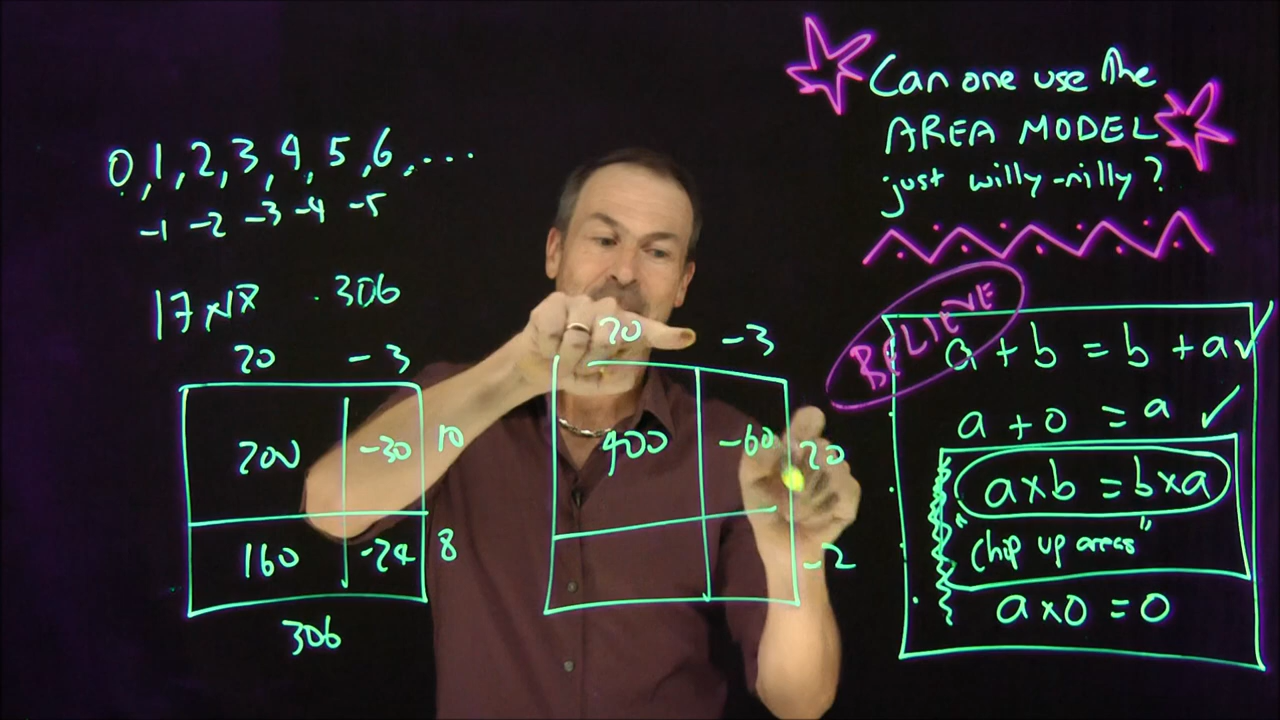 Can one use the
AREA MODEL
just willy-nilly?
0, 1, 2, 3, 4, 5, 6, ...
-1 -2 -3 -4 -5
17 x 18 306
20 -3
200 -30 10
160 -24 8
306
20 -3
400 -60 20
-2
BELIEVE
a + b = b + a ✓
a + 0 = a ✓
a x b = b x a
"Chip up areas"
a x 0 = 0